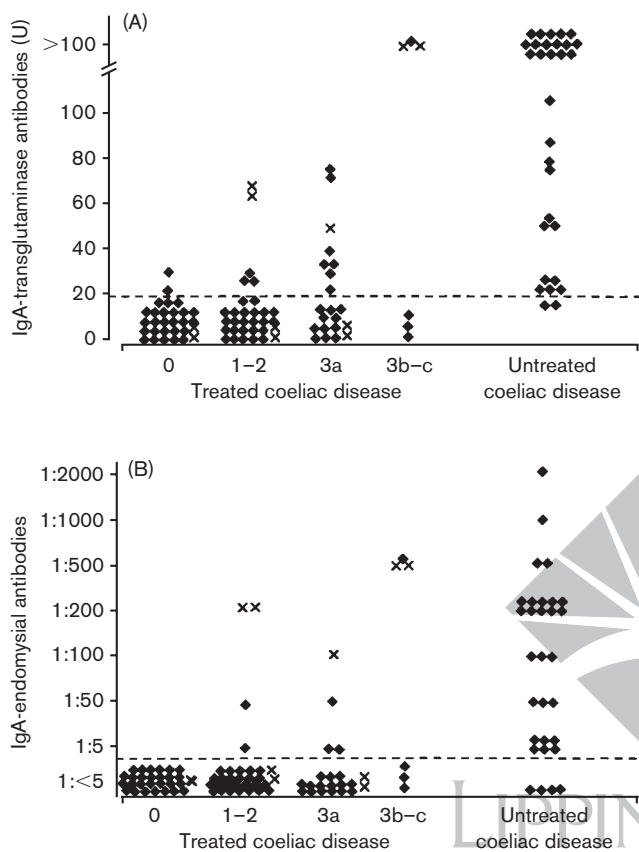 (A)
IgA-transglutaminase antibodies (U)
>100
100
80
60
40
20
0
0 1–2 3a 3b–c Untreated
Treated coeliac disease coeliac disease
(B)
IgA-endomysial antibodies
1:2000
1:1000
1:500
1:200
1:100
1:50
1:5
1:<5
LIPPIN
0 1–2 3a 3b–c Untreated
Treated coeliac disease coeliac disease